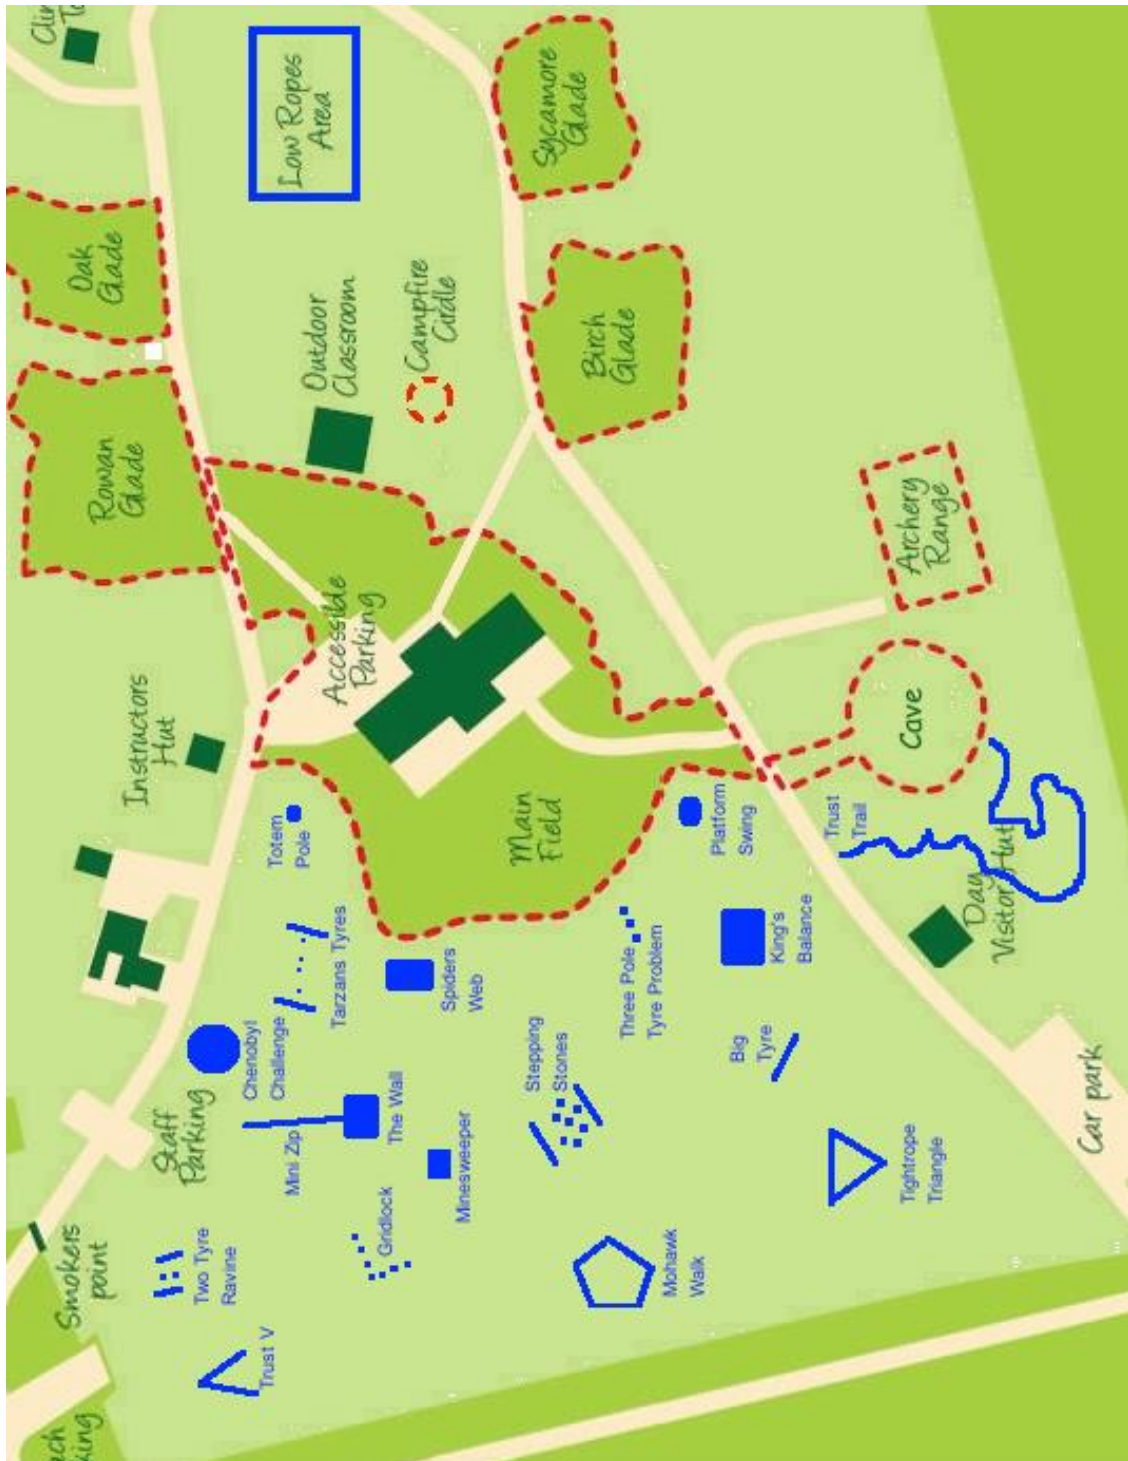 Smokers
point
Oak
Glade
Rowan
Glade
Instructors
Hut
Staff
Parking
Two Tyre
Ravine
Trust V
Low Ropes
Area
Outdoor
Classroom
Totem
Pole
Chenobyl
Challenge
Mini Zip
Accessible
Parking
Tarzans Tyres
The Wall
Gridlock
Campfire
Circle
Spiders
Web
Minesweeper
Sycamore
Glade
Main
Field
Stepping
Stones
Birch
Glade
Three Pole
Tyre Problem
Mohawk
Walk
Platform
Swing
Big
Tyre
King's
Balance
Trust
Trail
Archery
Range
Cave
Tightrope
Triangle
Day
Visitor Hut
Car park